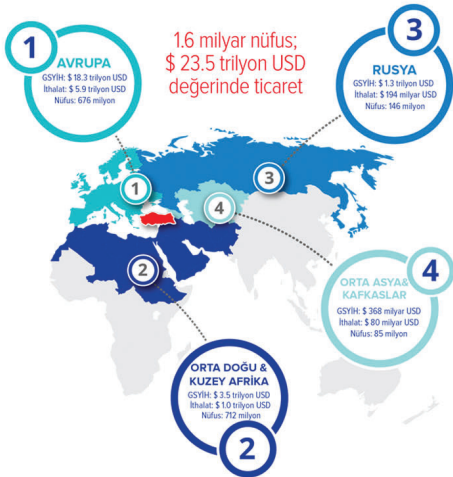 1.6 milyar nüfus;
$ 23.5 trilyon USD
değerinde ticaret
1
AVRUPA
GSYİH: $ 18.3 trilyon USD
İthalat: $ 5.9 trilyon USD
Nüfus: 676 milyon
3
RUSYA
GSYİH: $ 1.3 trilyon USD
İthalat: $ 194 milyar USD
Nüfus: 146 milyon
1
3
4
2
4
ORTA ASYA&
KAFKASLAR
GSYİH: $ 368 milyar USD
İthalat: $ 80 milyar USD
Nüfus: 85 milyon
ORTA DOĞU &
KUZEY AFRİKA
GSYİH: $ 3.5 trilyon USD
İthalat: $ 1.0 trilyon USD
Nüfus: 712 milyon
2